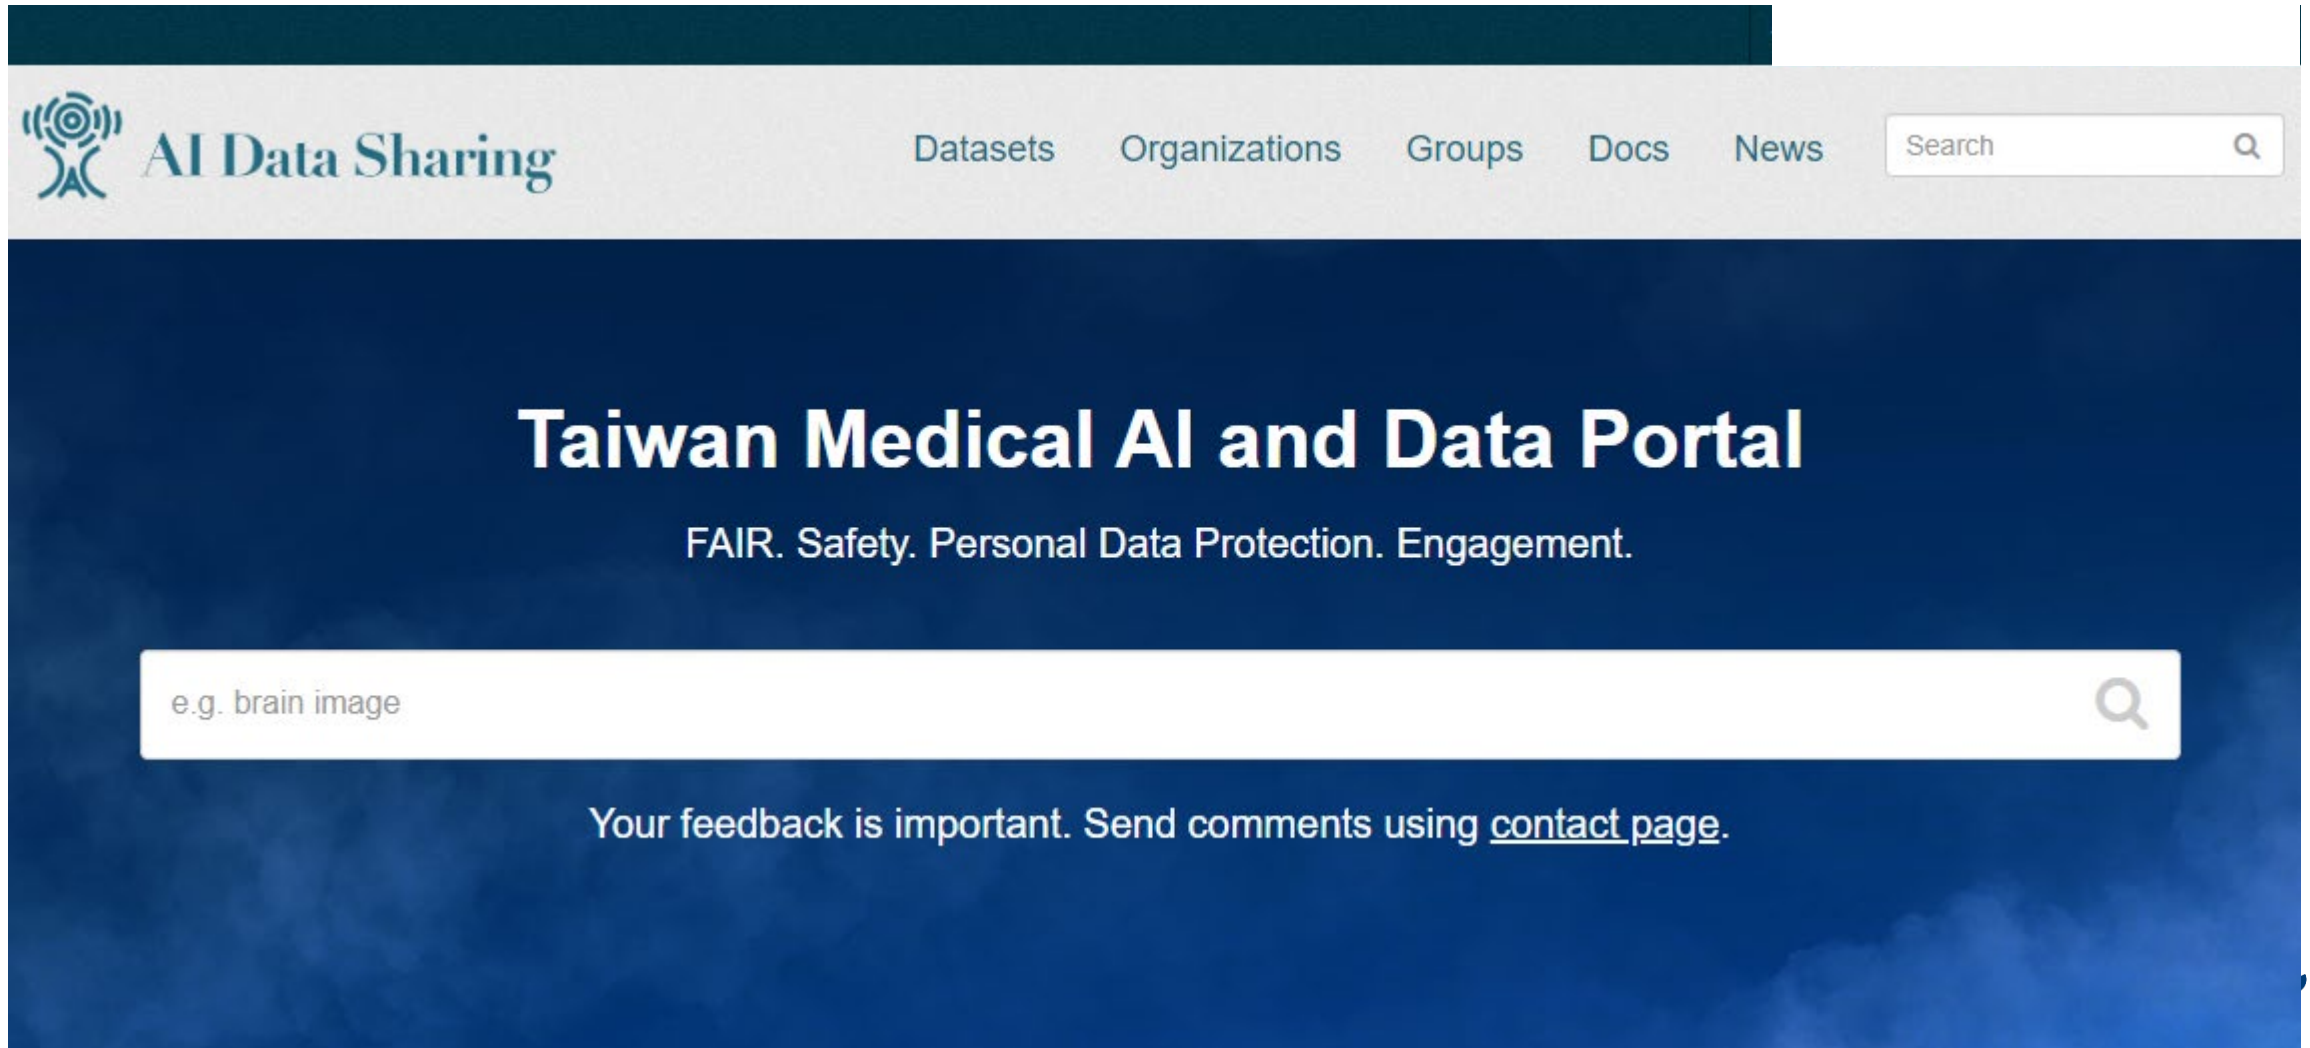 AI Data Sharing
Datasets Organizations Groups Docs News Search
Taiwan Medical AI and Data Portal
FAIR. Safety. Personal Data Protection. Engagement.
e.g. brain image
Your feedback is important. Send comments using contact page.